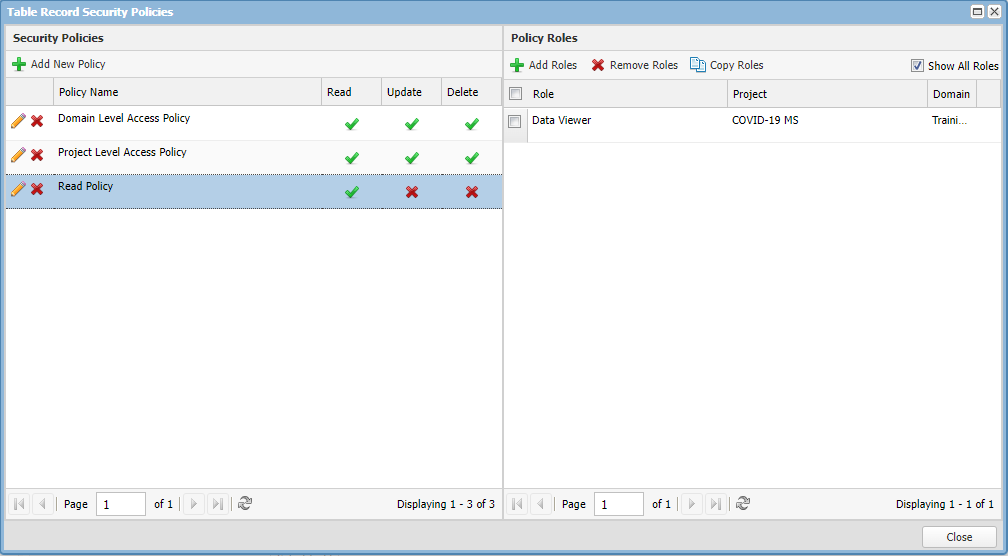 Table Record Security Policies
Security Policies
Add New Policy
Policy Name Read Update Delete
Domain Level Access Policy
Project Level Access Policy
Read Policy
Page 1 of 1 Displaying 1 - 3 of 3
Policy Roles
Add Roles Remove Roles Copy Roles Show All Roles
Role Project Domain
Data Viewer COVID-19 MS Traini...
Page 1 of 1 Displaying 1 - 1 of 1
Close